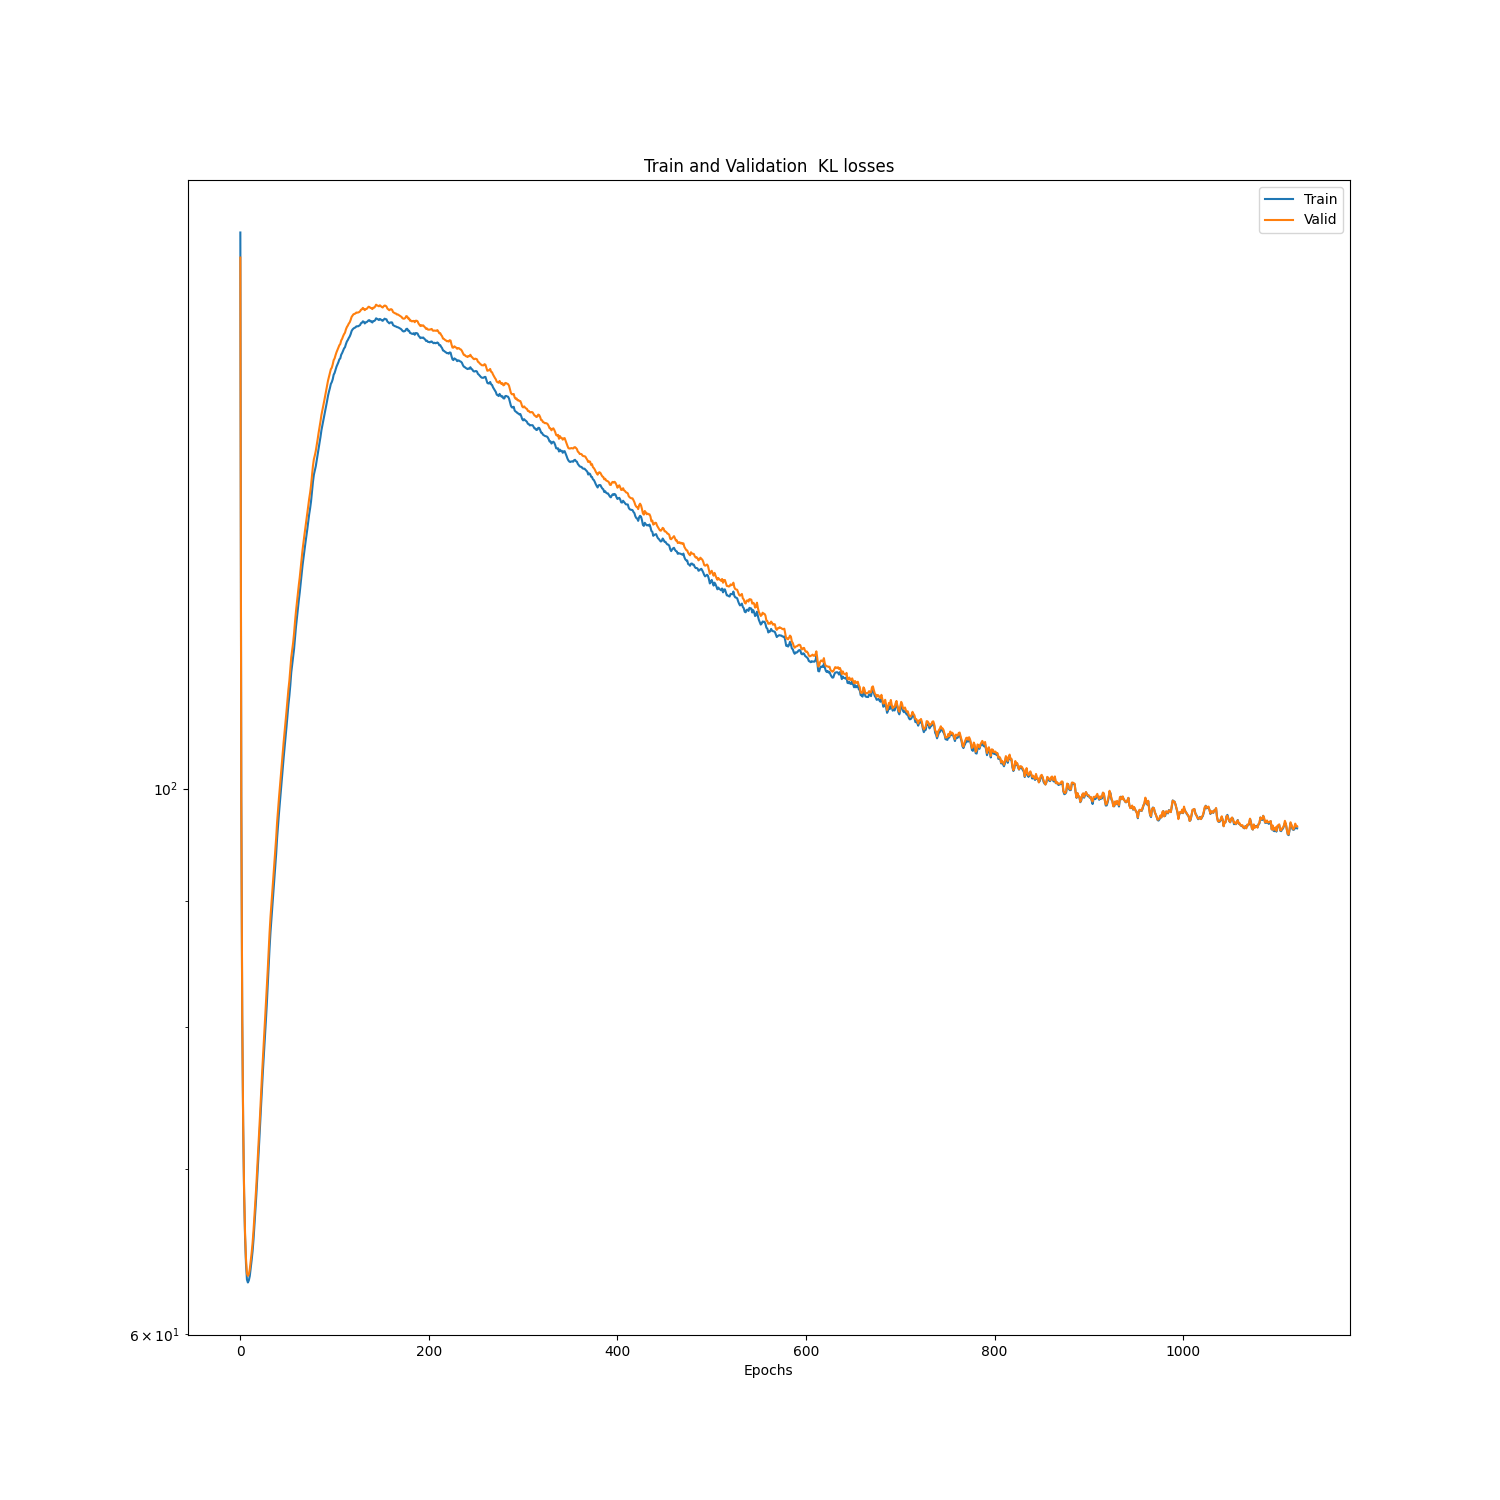 Train and Validation  KL losses
Train
Valid
10²
6 × 10¹
0 200 400 600 800 1000
Epochs